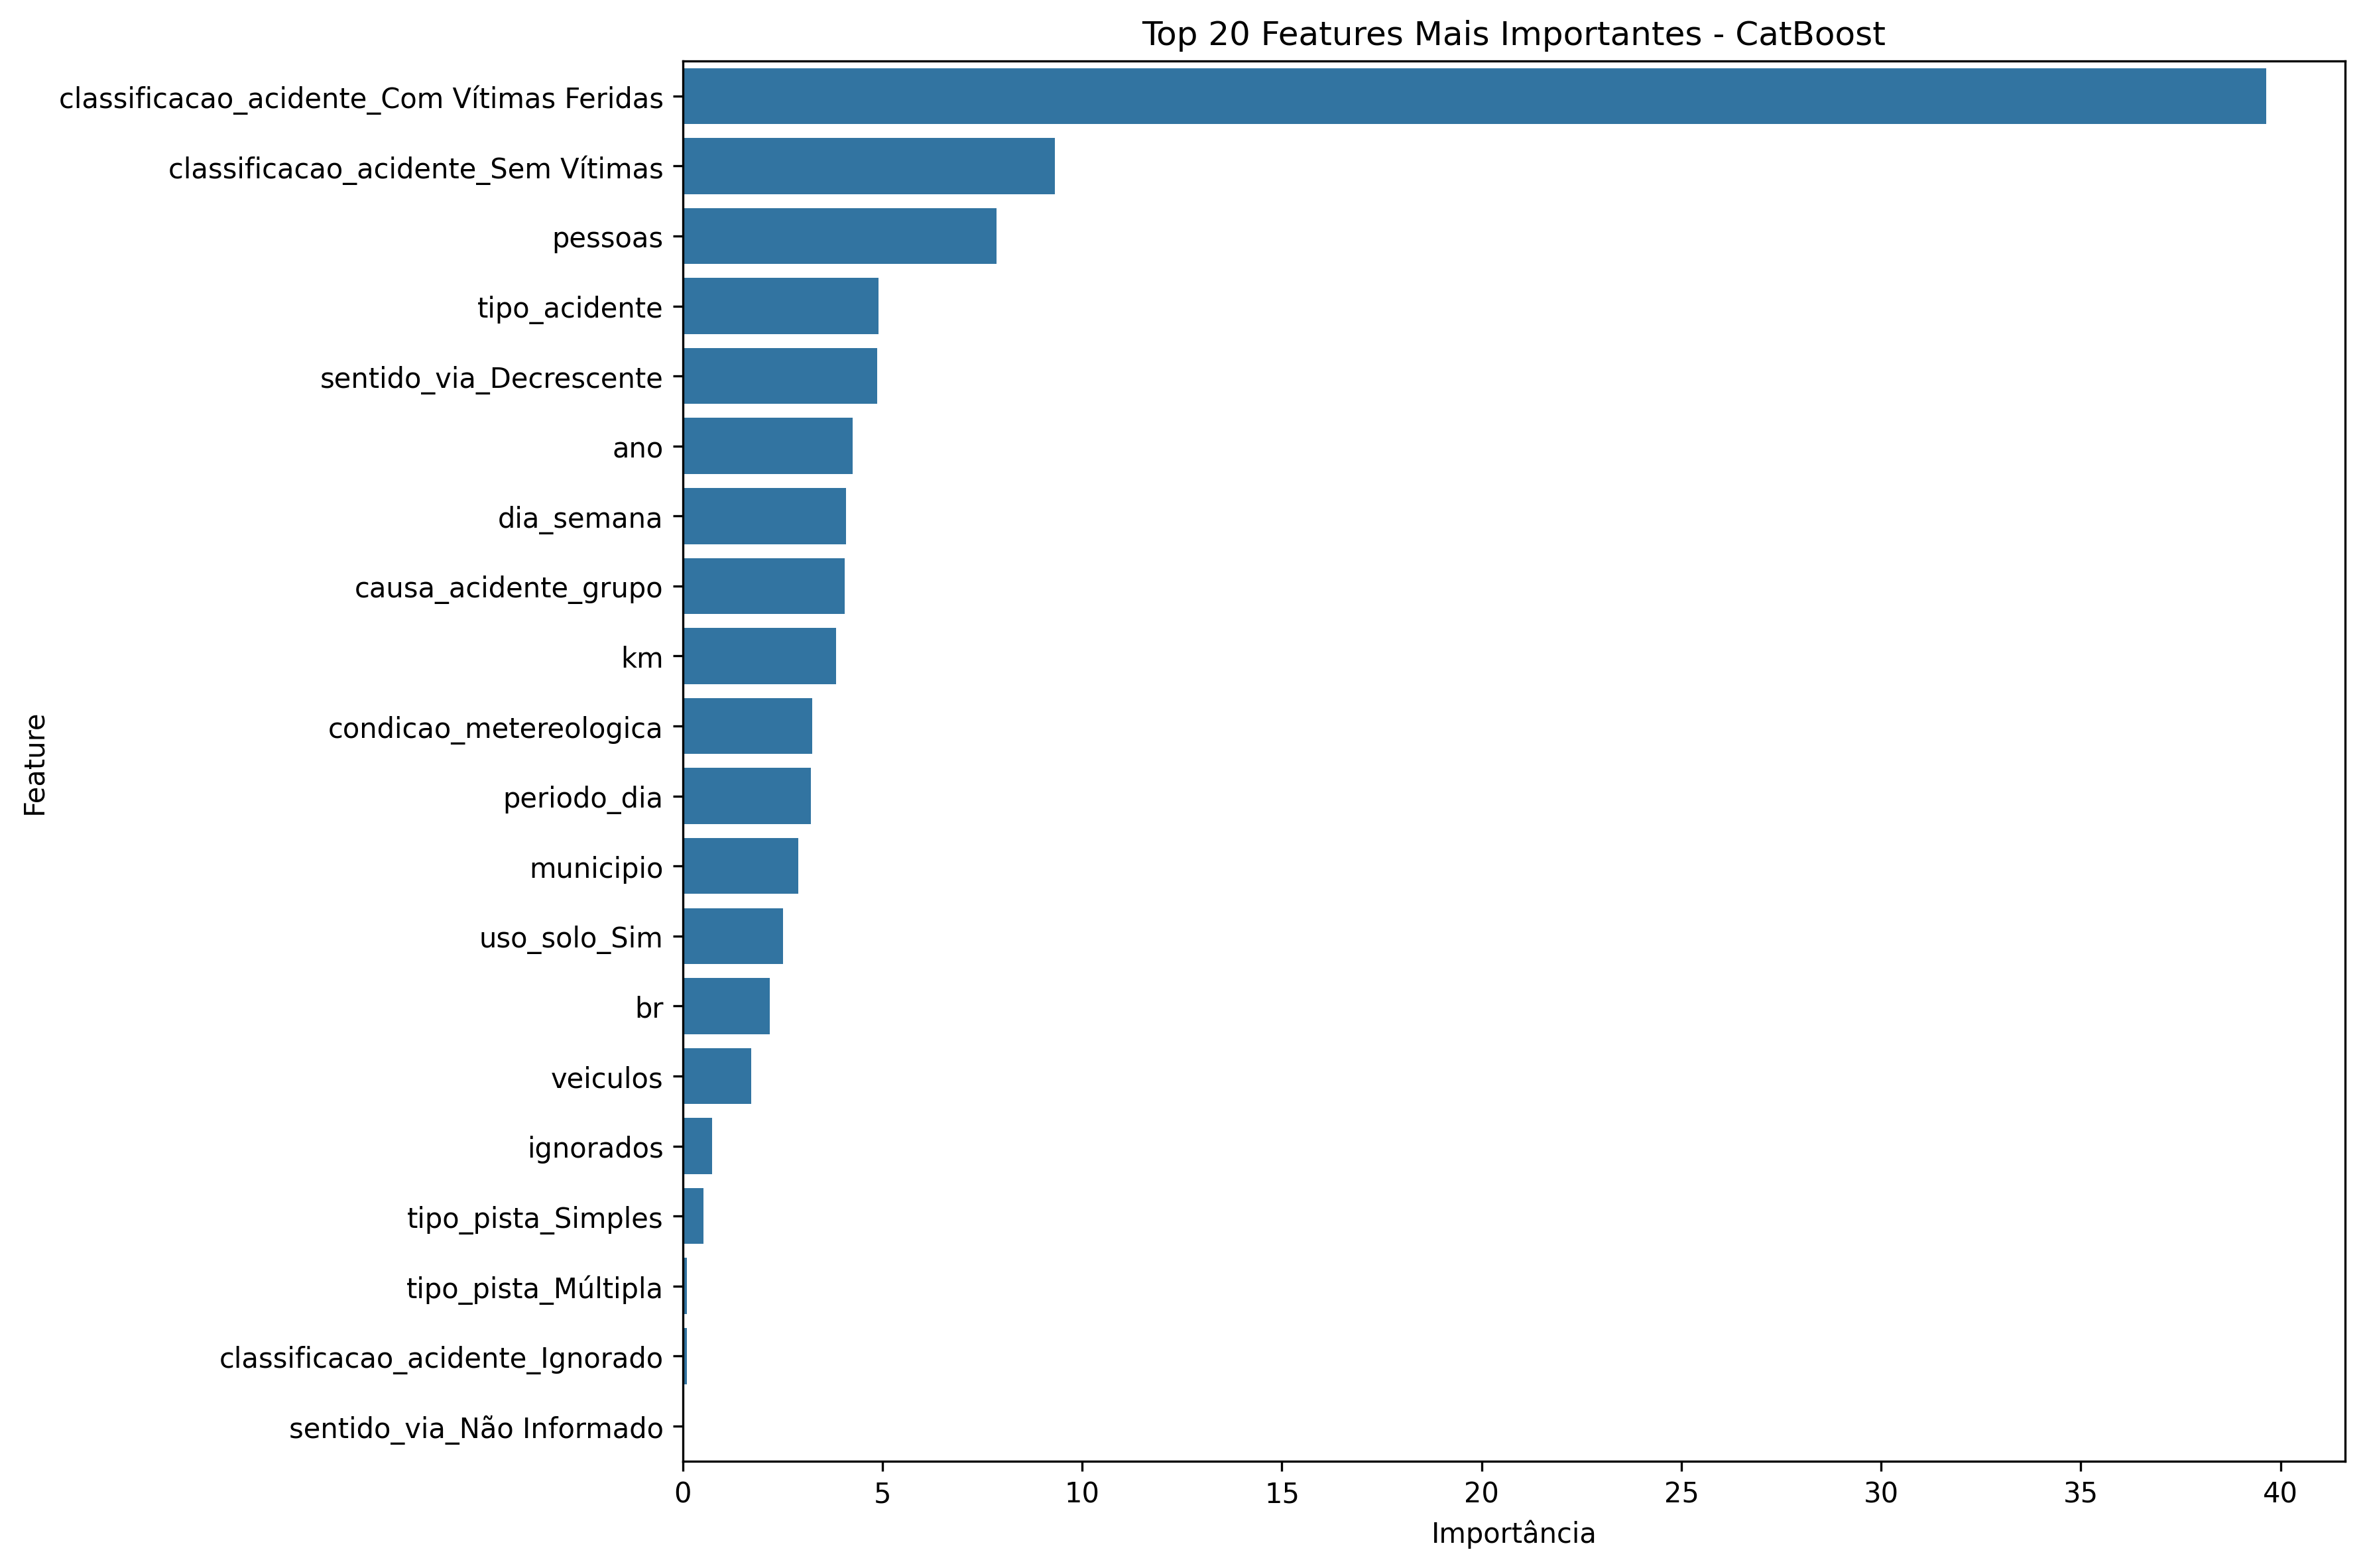 Top 20 Features Mais Importantes - CatBoost
classificacao_acidente_Com Vítimas Feridas
classificacao_acidente_Sem Vítimas
pessoas
tipo_acidente
sentido_via_Decrescente
ano
dia_semana
causa_acidente_grupo
km
condicao_metereologica
periodo_dia
municipio
uso_solo_Sim
br
veiculos
ignorados
tipo_pista_Simples
tipo_pista_Múltipla
classificacao_acidente_Ignorado
sentido_via_Não Informado
Feature
0 5 10 15 20 25 30 35 40
Importância